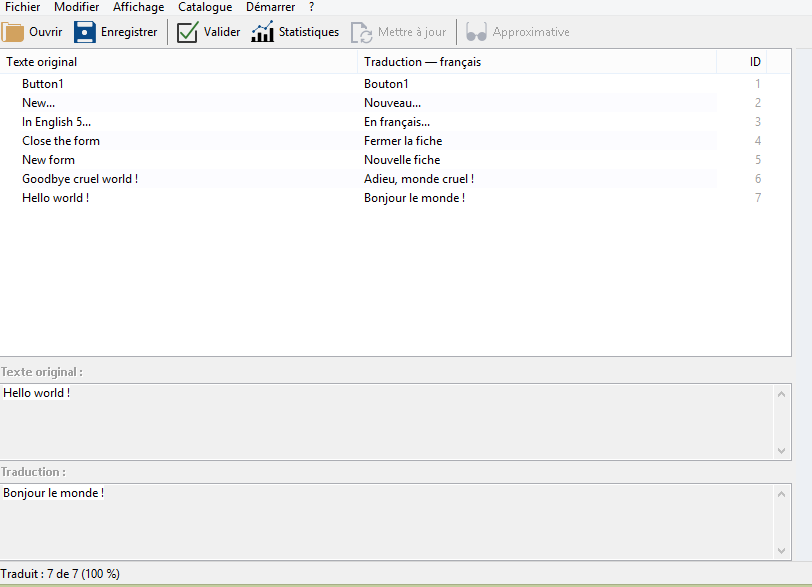 Fichier Modifier Affichage Catalogue Démarrer ?
Ouvrir Enregistrer Valider Statistiques Mettre à jour Approximative
Texte original Traduction — français ID
Button1 Bouton1 1
New... Nouveau... 2
In English 5... En français... 3
Close the form Fermer la fiche 4
New form Nouvelle fiche 5
Goodbye cruel world ! Adieu, monde cruel ! 6
Hello world ! Bonjour le monde ! 7
Texte original :
Hello world !
Traduction :
Bonjour le monde !
Traduit : 7 de 7 (100 %)